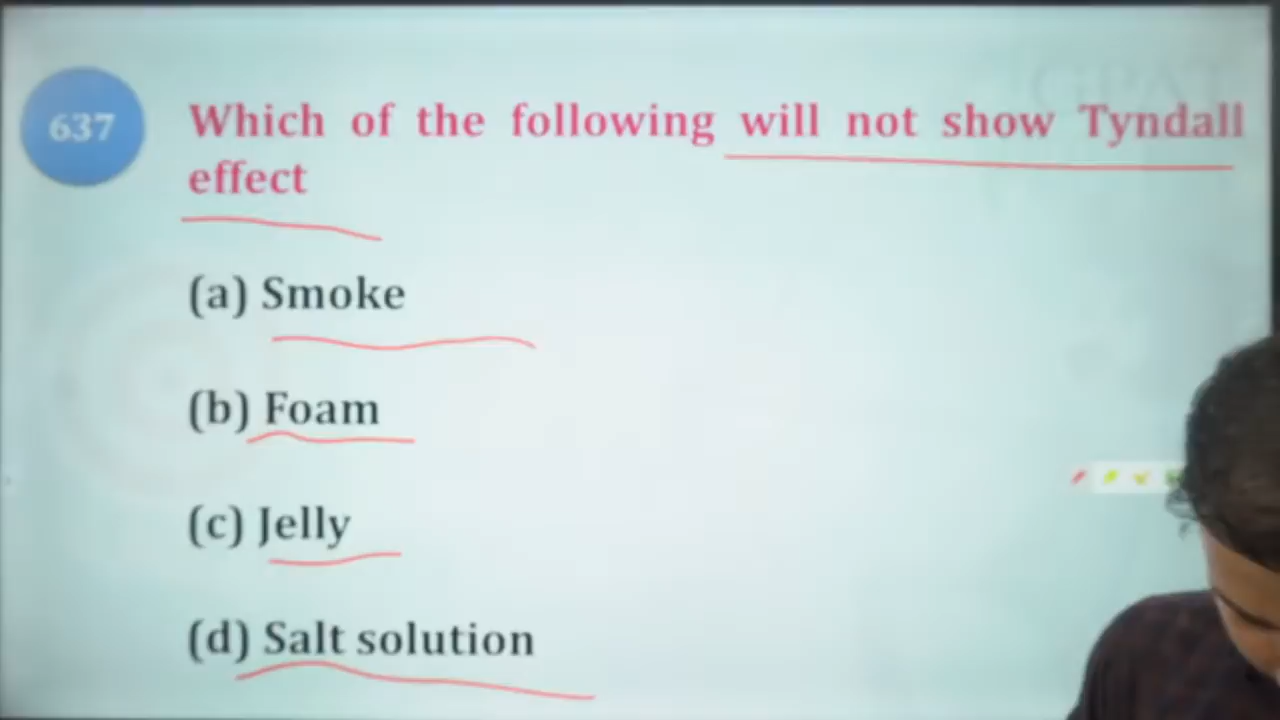 637
Which of the following will not show Tyndall
effect
(a) Smoke
(b) Foam
(c) Jelly
(d) Salt solution